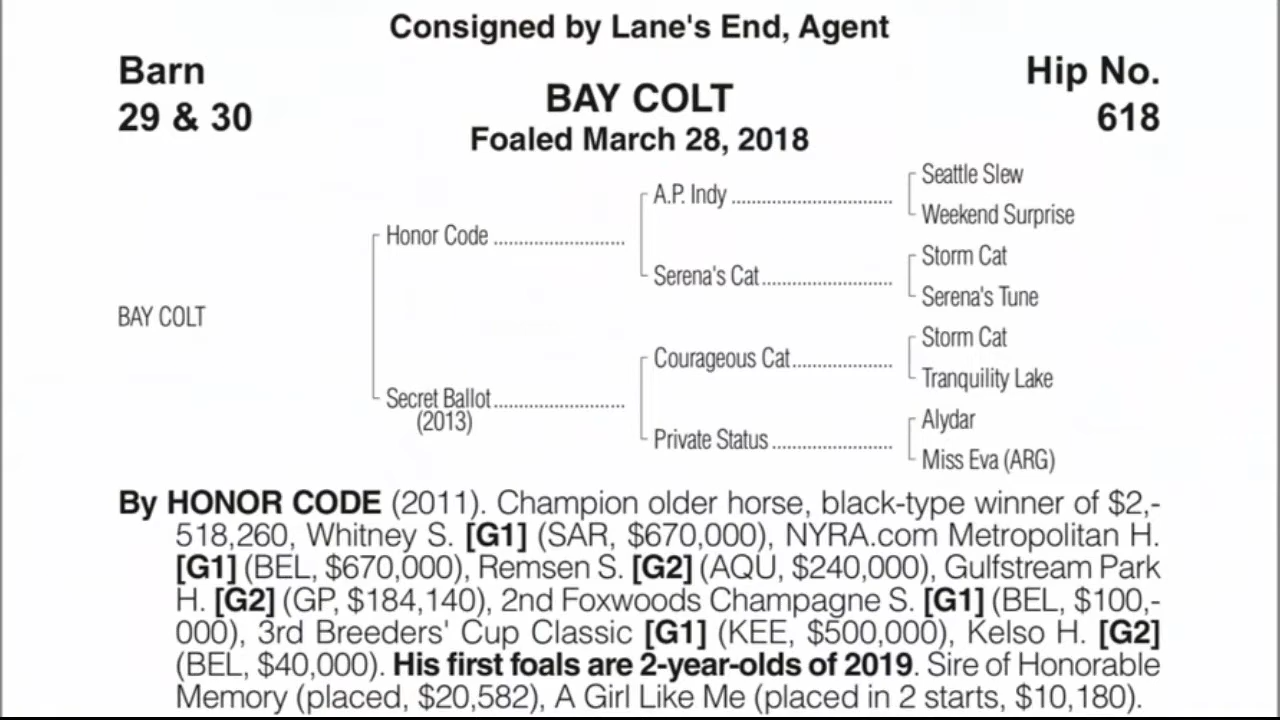 Consigned by Lane's End, Agent
Barn
29 & 30
Hip No.
618
BAY COLT
Foaled March 28, 2018
Seattle Slew
A.P. Indy
Weekend Surprise
Honor Code
Storm Cat
Serena's Cat
Serena's Tune
BAY COLT
Storm Cat
Courageous Cat
Tranquility Lake
Secret Ballot
(2013)
Alydar
Private Status
Miss Eva (ARG)
By HONOR CODE (2011). Champion older horse, black-type winner of $2,-
518,260, Whitney S. [G1] (SAR, $670,000), NYRA.com Metropolitan H.
[G1] (BEL, $670,000), Remsen S. [G2] (AQU, $240,000), Gulfstream Park
H. [G2] (GP, $184,140), 2nd Foxwoods Champagne S. [G1] (BEL, $100,-
000), 3rd Breeders' Cup Classic [G1] (KEE, $500,000), Kelso H. [G2]
(BEL, $40,000). His first foals are 2-year-olds of 2019. Sire of Honorable
Memory (placed, $20,582), A Girl Like Me (placed in 2 starts, $10,180).